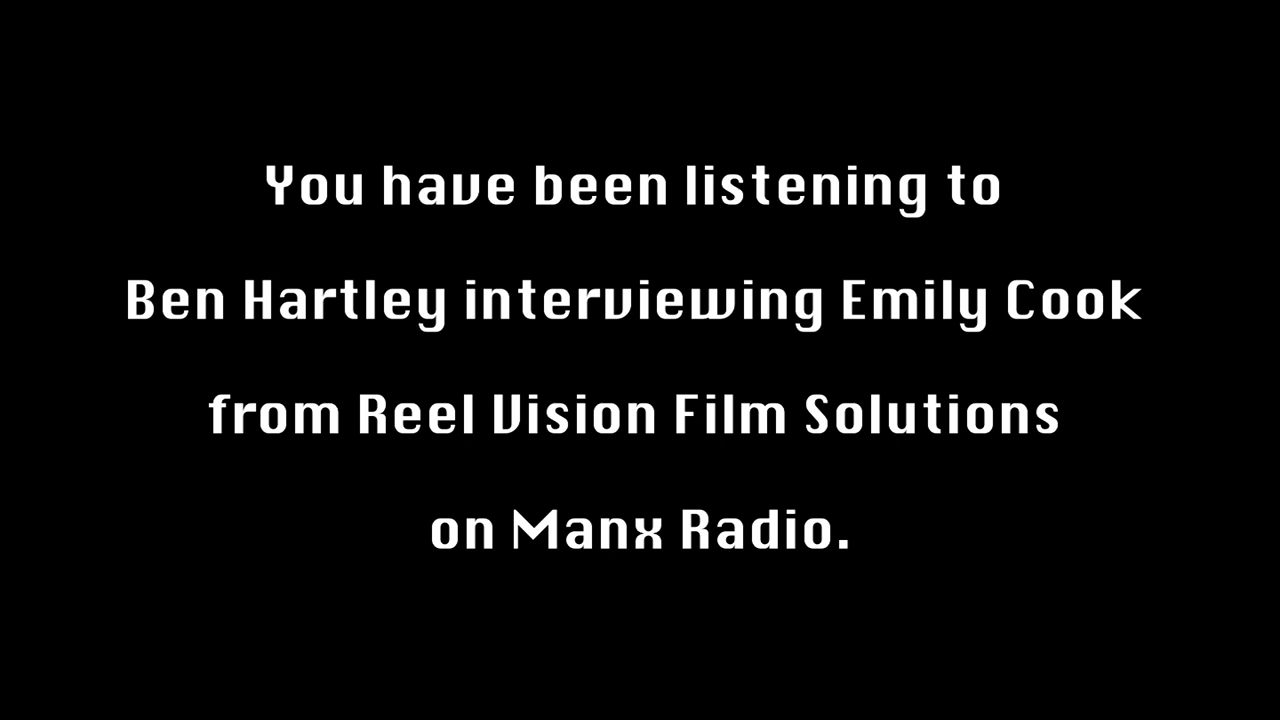 You have been listening to
Ben Hartley interviewing Emily Cook
from Reel Vision Film Solutions
on Manx Radio.